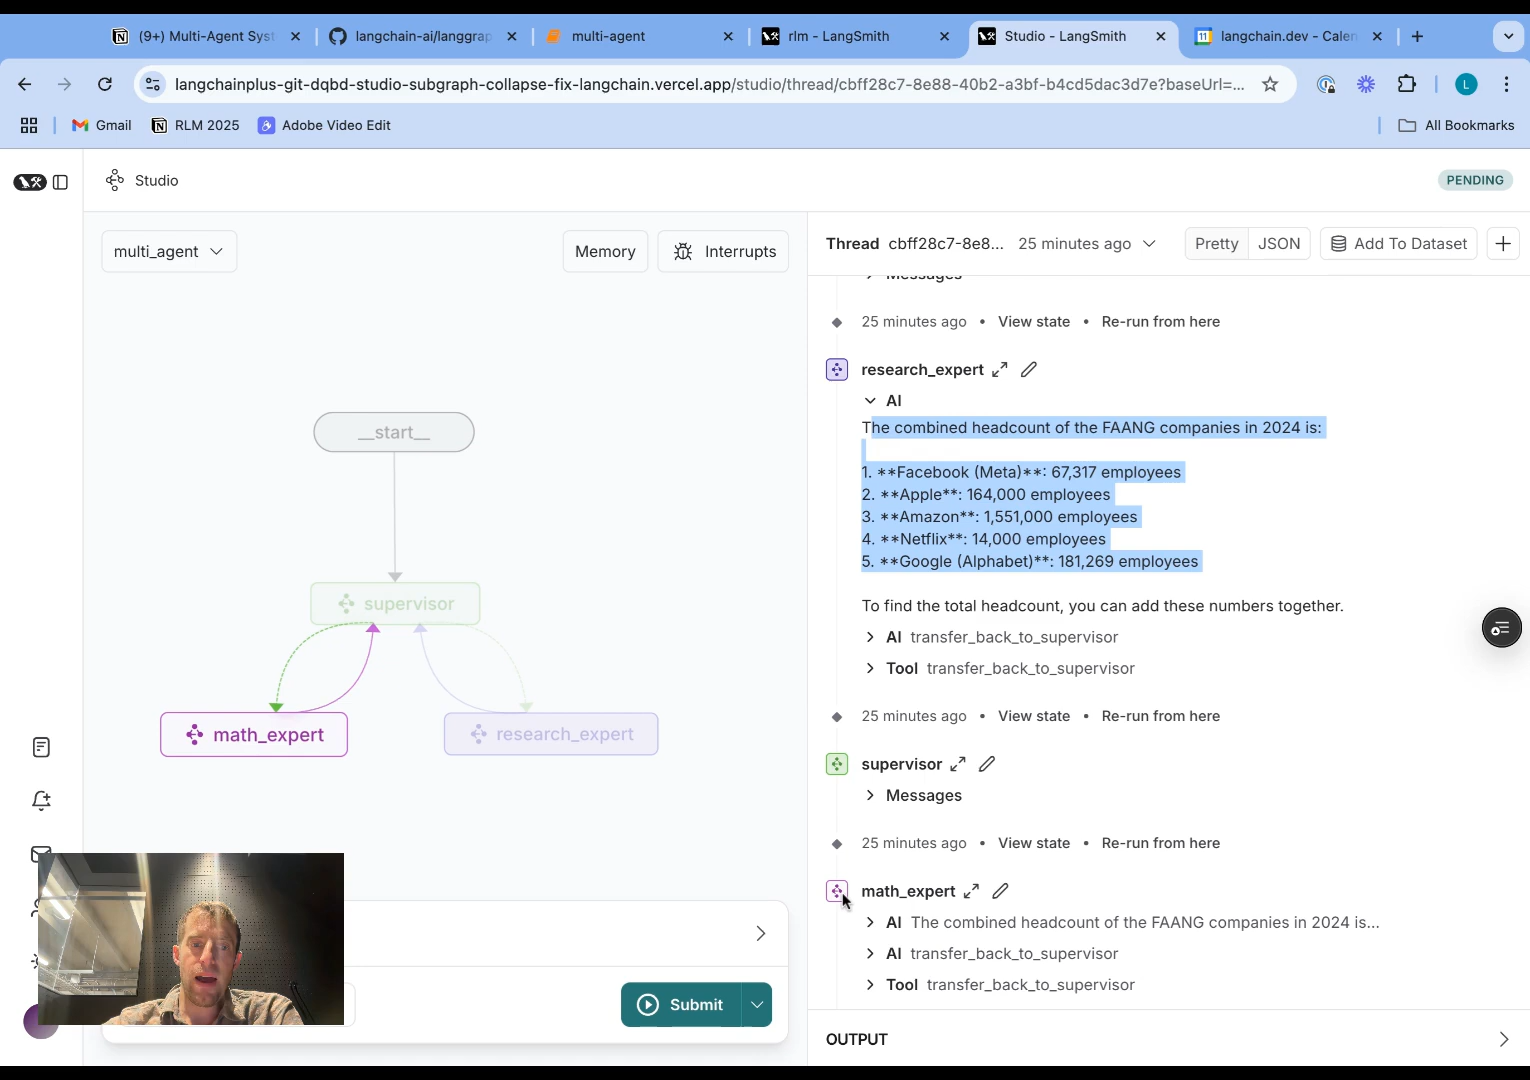 (9+) Multi-Agent Syst
langchain-ai/langgrap
multi-agent
rlm - LangSmith
Studio - LangSmith
11
langchain.dev - Calen
langchainplus-git-dqbd-studio-subgraph-collapse-fix-langchain.vercel.app/studio/thread/cbff28c7-8e88-40b2-a3bf-b4cd5dac3d7e?baseUrl=...
L
Gmail
RLM 2025
Adobe Video Edit
All Bookmarks
Studio
PENDING
multi_agent
Memory
Interrupts
__start__
supervisor
math_expert
research_expert
Submit
Thread cbff28c7-8e8... 25 minutes ago
Pretty
JSON
Add To Dataset
Messages
25 minutes ago • View state • Re-run from here
research_expert
AI
The combined headcount of the FAANG companies in 2024 is:
1. **Facebook (Meta)**: 67,317 employees
2. **Apple**: 164,000 employees
3. **Amazon**: 1,551,000 employees
4. **Netflix**: 14,000 employees
5. **Google (Alphabet)**: 181,269 employees
To find the total headcount, you can add these numbers together.
AI transfer_back_to_supervisor
Tool transfer_back_to_supervisor
25 minutes ago • View state • Re-run from here
supervisor
Messages
25 minutes ago • View state • Re-run from here
math_expert
AI The combined headcount of the FAANG companies in 2024 is...
AI transfer_back_to_supervisor
Tool transfer_back_to_supervisor
OUTPUT